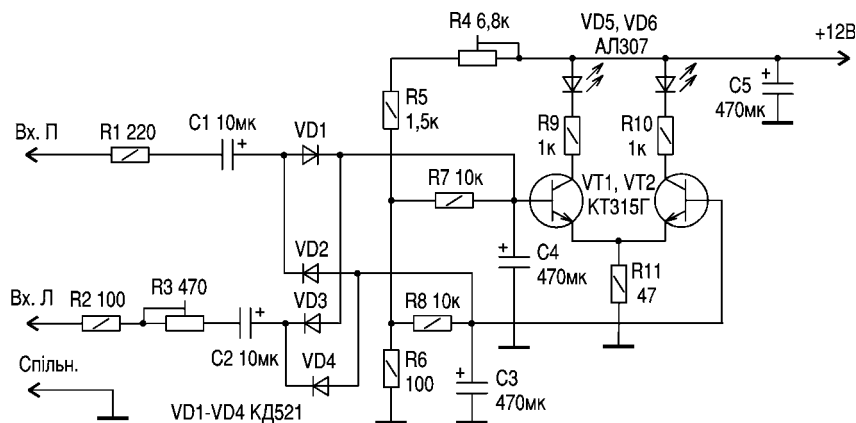 R4 6,8к
VD5, VD6
АЛ307
+12В
+
C5
470мк
R5
1,5к
R9
1к
R10
1к
Вх. П
R1 220
C1 10мк
+
VD1
R7 10к
VT1, VT2
КТ315Г
VD2
+
C4
470мк
R11
47
Вх. Л
R2 100
R3 470
+
VD3
R8 10к
C2 10мк
VD4
R6
100
+
C3
470мк
Спільн.
VD1-VD4 КД521